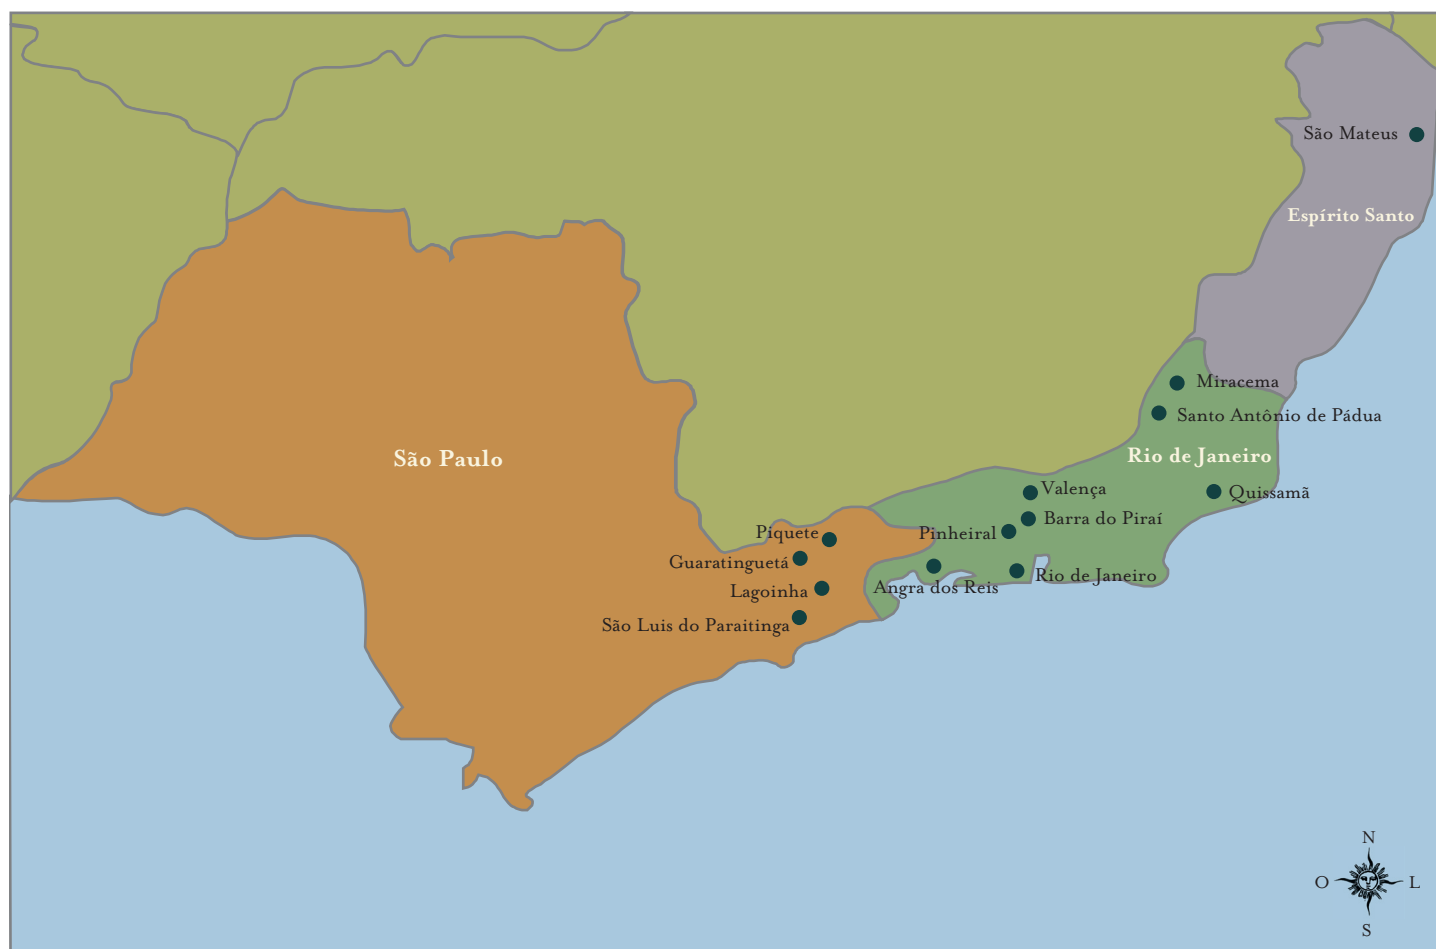 São Mateus
Espírito Santo
Miracema
Santo Antônio de Pádua
São Paulo
Rio de Janeiro
Valença
Quissamã
Barra do Piraí
Piquete
Pinheiral
Guaratinguetá
Rio de Janeiro
Angra dos Reis
Lagoinha
São Luis do Paraitinga
N
O
L
S